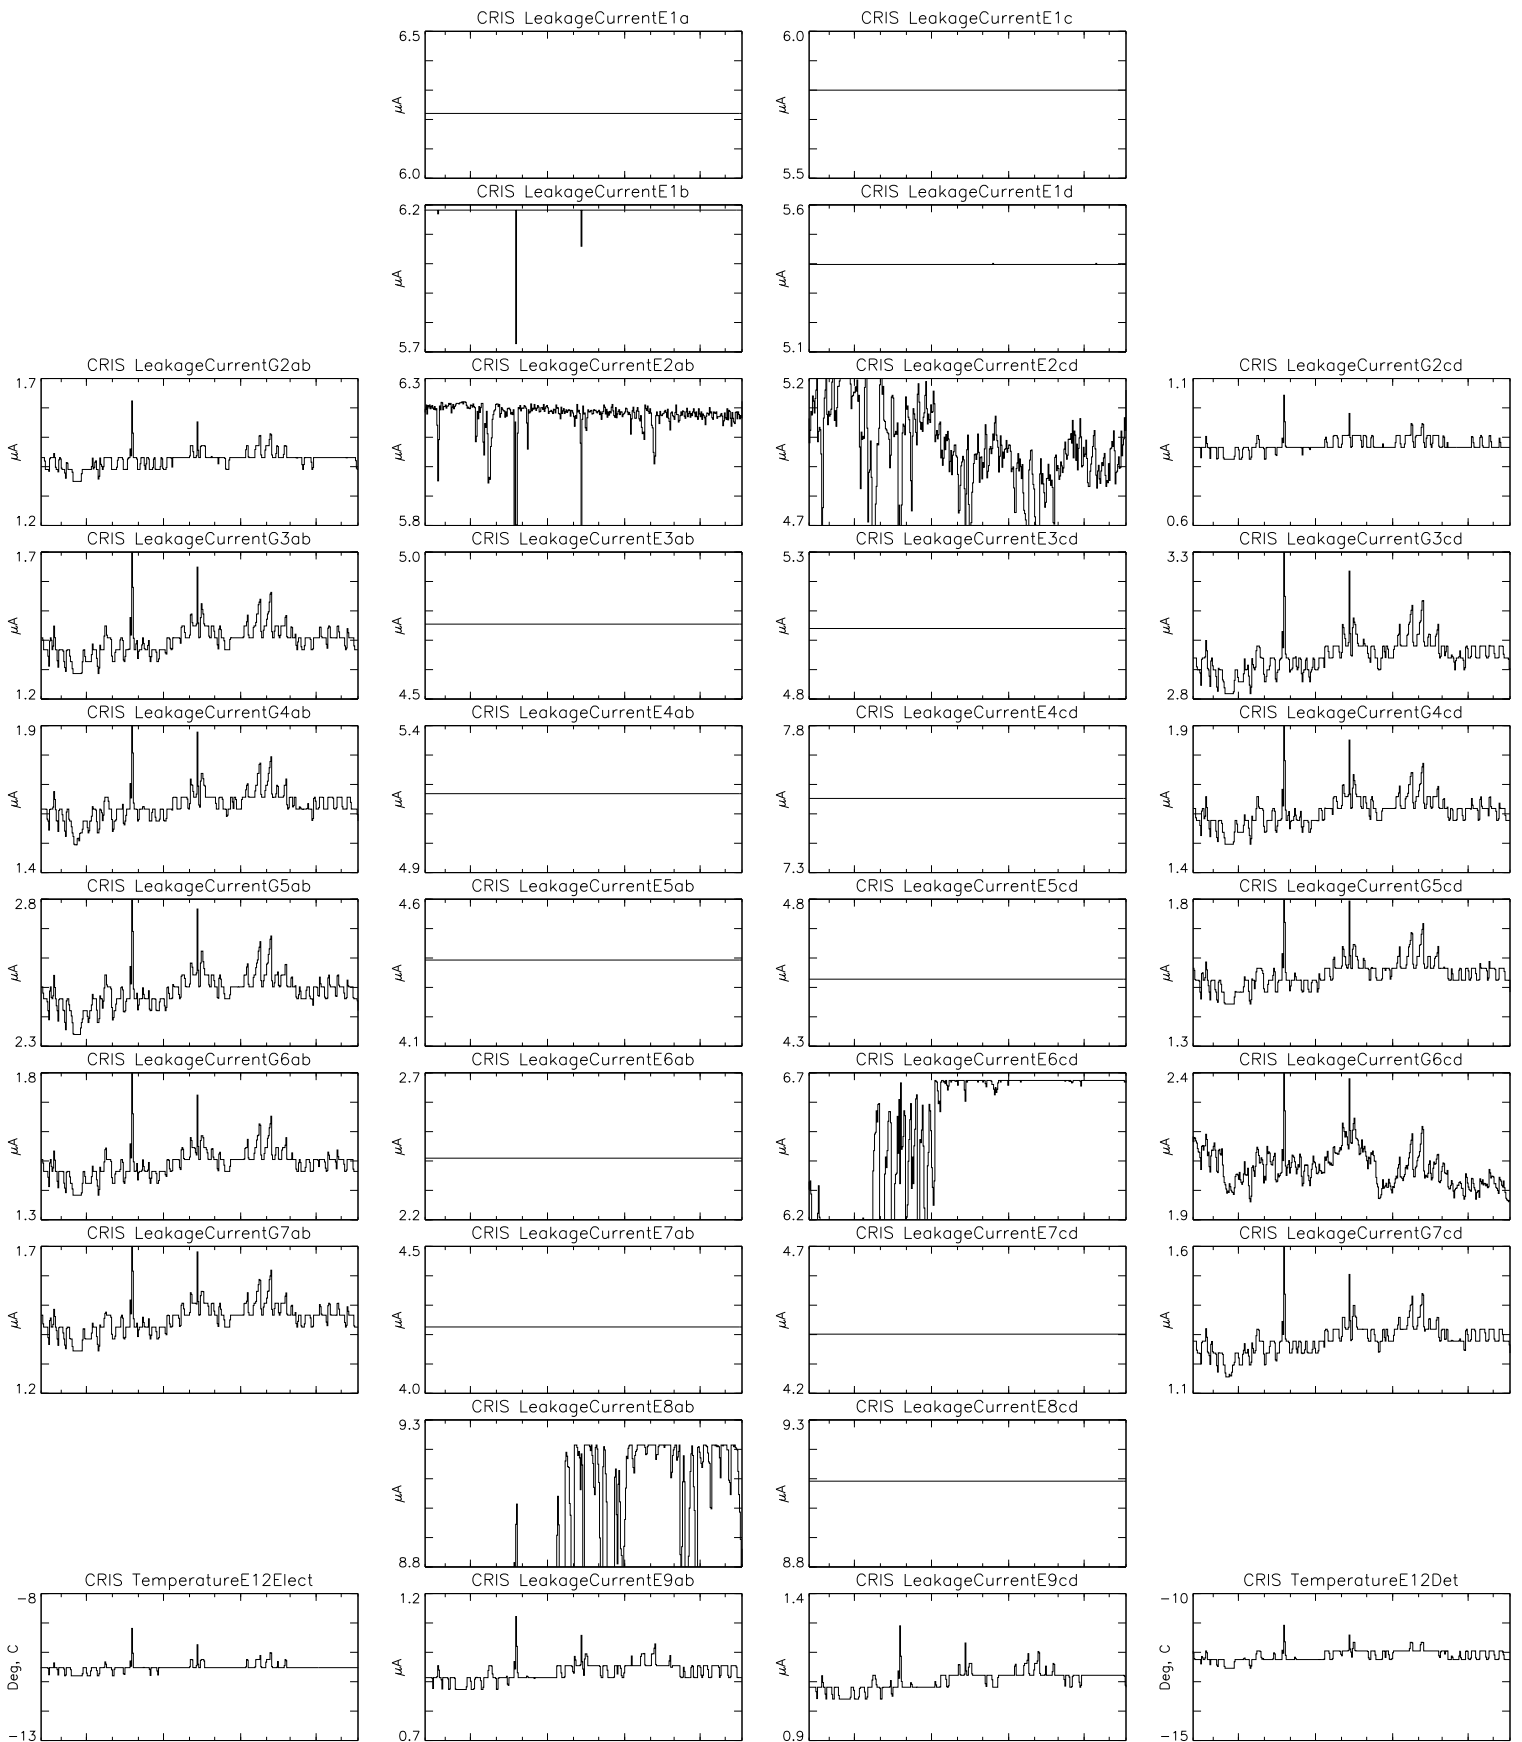 CRIS LeakageCurrentE1a
CRIS LeakageCurrentE1c
6.5
μA
6.0
6.0
μA
5.5
CRIS LeakageCurrentE1b
CRIS LeakageCurrentE1d
6.2
μA
5.7
5.6
μA
5.1
CRIS LeakageCurrentG2ab
CRIS LeakageCurrentE2ab
CRIS LeakageCurrentE2cd
CRIS LeakageCurrentG2cd
1.7
μA
1.2
6.3
μA
5.8
5.2
μA
4.7
1.1
μA
0.6
CRIS LeakageCurrentG3ab
CRIS LeakageCurrentE3ab
CRIS LeakageCurrentE3cd
CRIS LeakageCurrentG3cd
1.7
μA
1.2
5.0
μA
4.5
5.3
μA
4.8
3.3
μA
2.8
CRIS LeakageCurrentG4ab
CRIS LeakageCurrentE4ab
CRIS LeakageCurrentE4cd
CRIS LeakageCurrentG4cd
1.9
μA
1.4
5.4
μA
4.9
7.8
μA
7.3
1.9
μA
1.4
CRIS LeakageCurrentG5ab
CRIS LeakageCurrentE5ab
CRIS LeakageCurrentE5cd
CRIS LeakageCurrentG5cd
2.8
μA
2.3
4.6
μA
4.1
4.8
μA
4.3
1.8
μA
1.3
CRIS LeakageCurrentG6ab
CRIS LeakageCurrentE6ab
CRIS LeakageCurrentE6cd
CRIS LeakageCurrentG6cd
1.8
μA
1.3
2.7
μA
2.2
6.7
μA
6.2
2.4
μA
1.9
CRIS LeakageCurrentG7ab
CRIS LeakageCurrentE7ab
CRIS LeakageCurrentE7cd
CRIS LeakageCurrentG7cd
1.7
μA
1.2
4.5
μA
4.0
4.7
μA
4.2
1.6
μA
1.1
CRIS LeakageCurrentE8ab
CRIS LeakageCurrentE8cd
9.3
μA
8.8
9.3
μA
8.8
CRIS TemperatureE12Elect
CRIS LeakageCurrentE9ab
CRIS LeakageCurrentE9cd
CRIS TemperatureE12Det
-8
Deg, C
-13
1.2
μA
0.7
1.4
μA
0.9
-10
Deg, C
-15